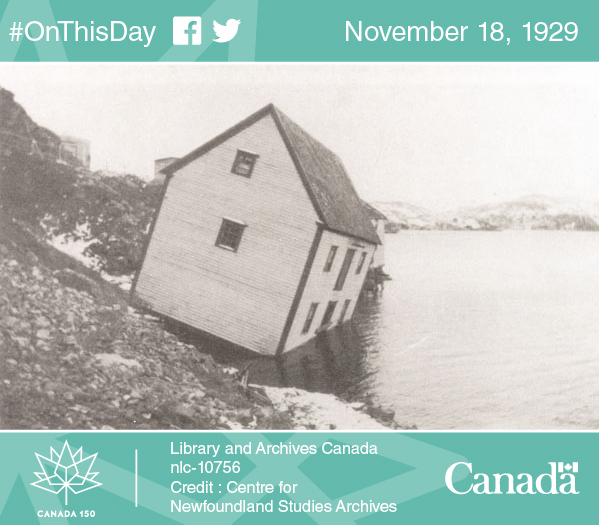 #OnThisDay
November 18, 1929
Library and Archives Canada
nlc-10756
Credit : Centre for
Newfoundland Studies Archives
CANADA 150
Canada